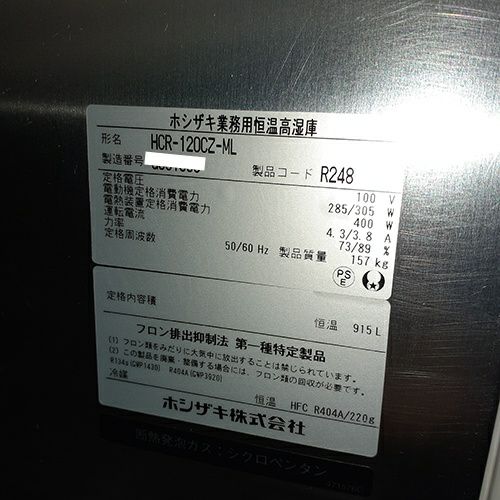 ホシザキ業務用恒温高湿庫
形名 HCR-120CZ-ML
製造番号
製品コード R248
定格電圧 100 V
電動機定格消費電力 285/305 W
電熱装置定格消費電力 400 W
運転電流 4.3/3.8 A
力率 73/89 %
定格周波数 50/60 Hz 製品質量 157 kg
PS
E
定格内容積
恒温 915 L
フロン排出抑制法 第一種特定製品
(1) フロン類をみだりに大気中に放出することは禁じられています。
(2) この製品を廃棄・整備する場合には、フロン類の回収が必要です。
R134a(GWP1430) R404A(GWP3920)
冷媒 恒温 HFC R404A/220g
ホシザキ株式会社
断熱発泡ガス：シクロペンタン